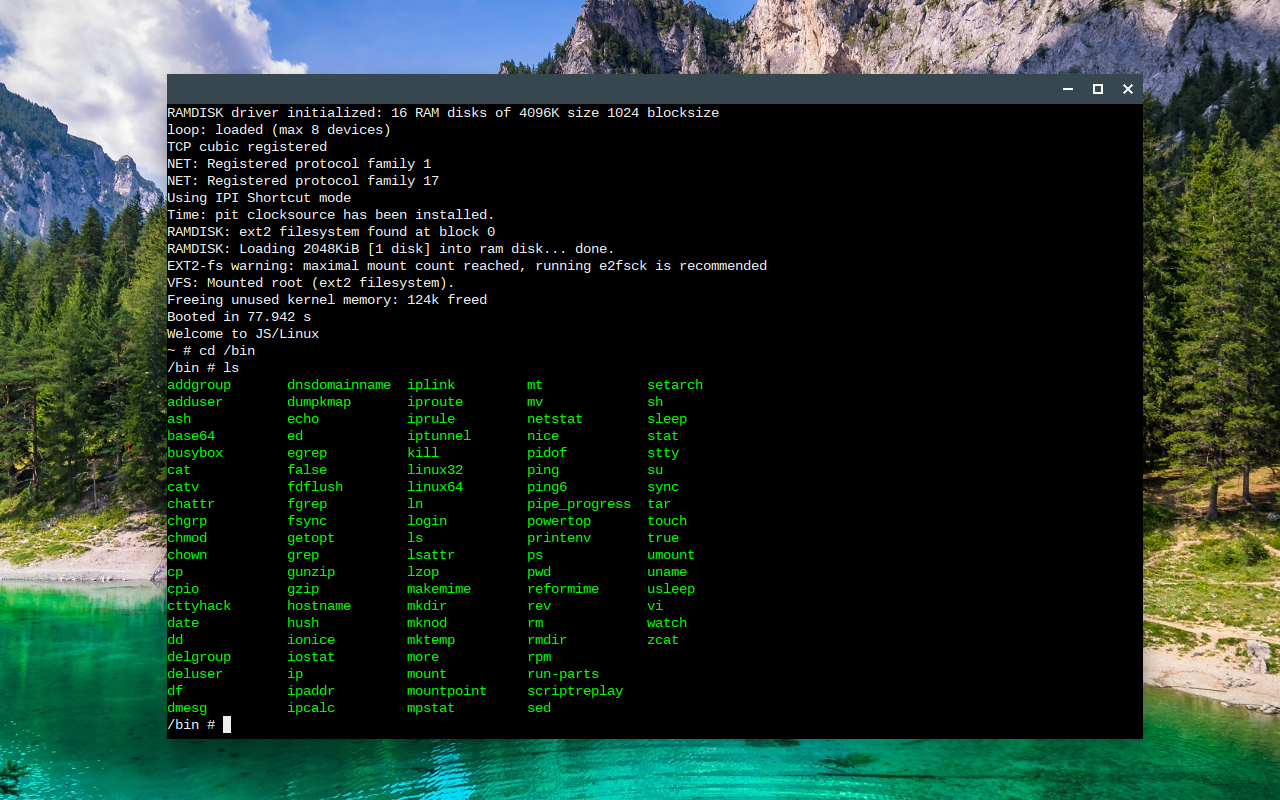 RAMDISK driver initialized: 16 RAM disks of 4096K size 1024 blocksize
loop: loaded (max 8 devices)
TCP cubic registered
NET: Registered protocol family 1
NET: Registered protocol family 17
Using IPI Shortcut mode
Time: pit clocksource has been installed.
RAMDISK: ext2 filesystem found at block 0
RAMDISK: Loading 2048KiB [1 disk] into ram disk... done.
EXT2-fs warning: maximal mount count reached, running e2fsck is recommended
VFS: Mounted root (ext2 filesystem).
Freeing unused kernel memory: 124k freed
Booted in 77.942 s
Welcome to JS/Linux
~ # cd /bin
/bin # ls
addgroup       dnsdomainname  iplink         mt             setarch
adduser        dumpkmap       iproute        mv             sh
ash            echo           iprule         netstat        sleep
base64         ed             iptunnel       nice           stat
busybox        egrep          kill           pidof          stty
cat            false          linux32        ping           su
catv           fdflush        linux64        ping6          sync
chattr         fgrep          ln             pipe_progress  tar
chgrp          fsync          login          powertop       touch
chmod          getopt         ls             printenv       true
chown          grep           lsattr         ps             umount
cp             gunzip         lzop           pwd            uname
cpio           gzip           makemime       reformime      usleep
cttyhack       hostname       mkdir          rev            vi
date           hush           mknod          rm             watch
dd             ionice         mktemp         rmdir          zcat
delgroup       iostat         more           rpm
deluser        ip             mount          run-parts
df             ipaddr         mountpoint     scriptreplay
dmesg          ipcalc         mpstat         sed
/bin #